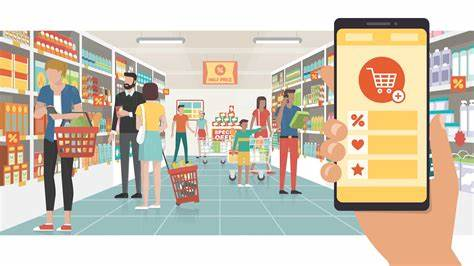 %
HALF PRICE
SPECIAL
OFFER
%
%